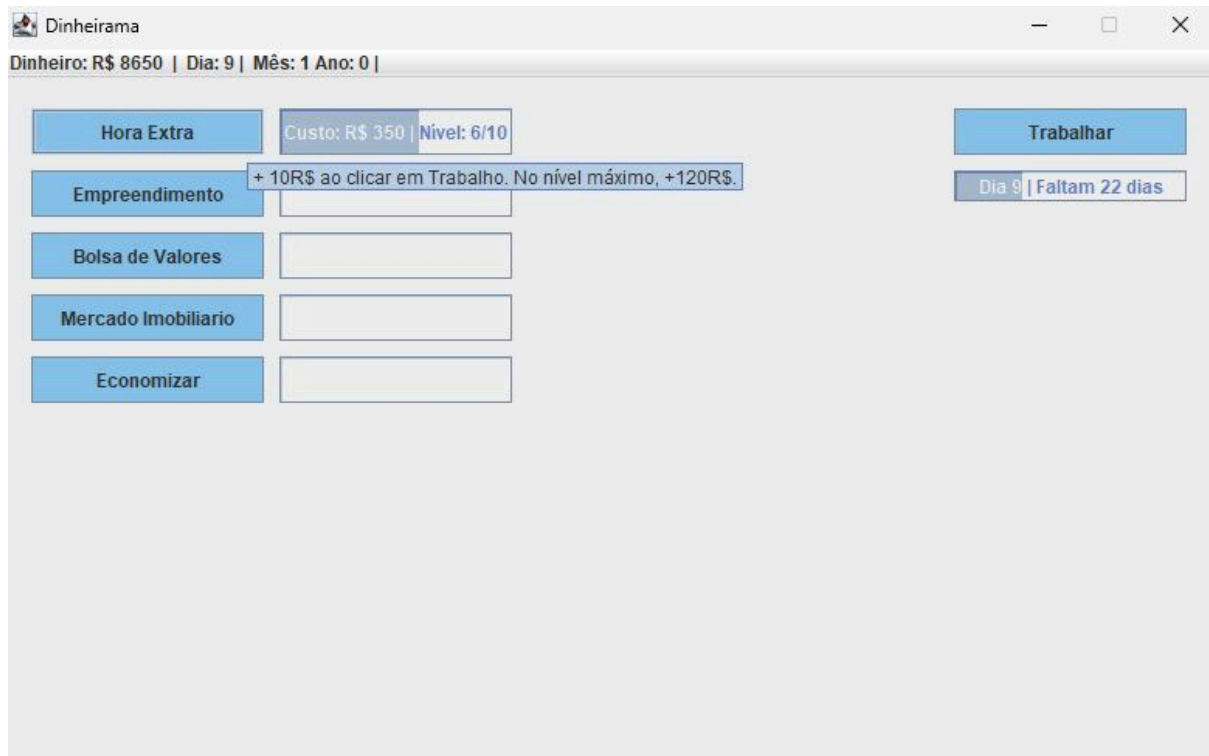 Dinheirama
Dinheiro: R$ 8650 | Dia: 9 | Mês: 1 Ano: 0 |
Hora Extra
Custo: R$ 350 | Nivel: 6/10
Trabalhar
+ 10R$ ao clicar em Trabalho. No nível máximo, +120R$.
Empreendimento
Dia 9 | Faltam 22 dias
Bolsa de Valores
Mercado Imobiliario
Economizar